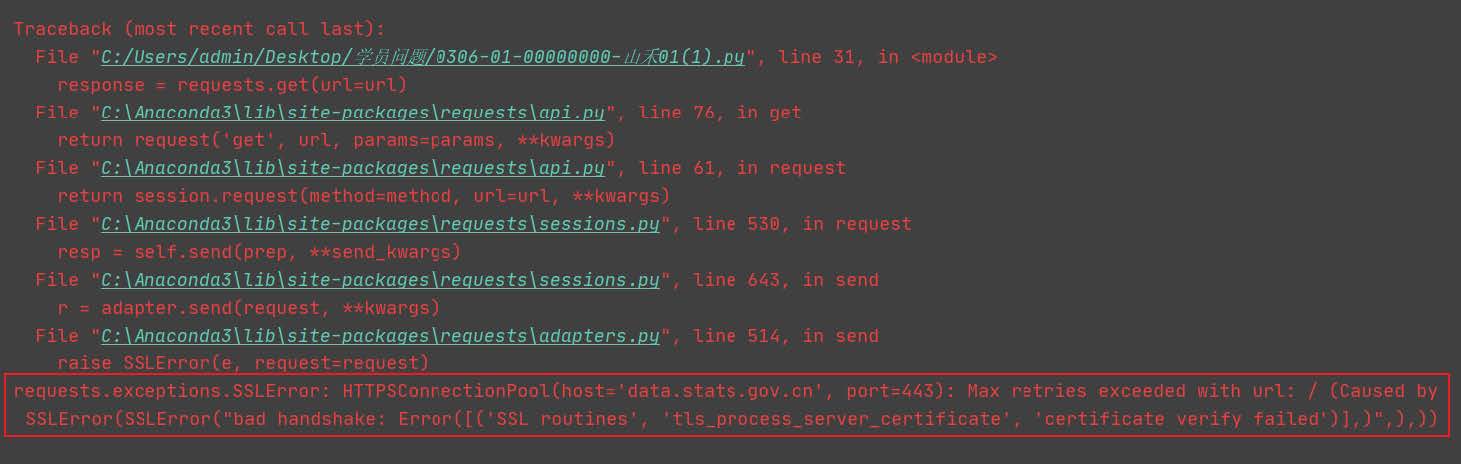 Traceback (most recent call last):
File "C:/Users/admin/Desktop/学员问题/0306-01-00000000-山禾01(1).py", line 31, in <module>
response = requests.get(url=url)
File "C:\Anaconda3\lib\site-packages\requests\api.py", line 76, in get
return request('get', url, params=params, **kwargs)
File "C:\Anaconda3\lib\site-packages\requests\api.py", line 61, in request
return session.request(method=method, url=url, **kwargs)
File "C:\Anaconda3\lib\site-packages\requests\sessions.py", line 530, in request
resp = self.send(prep, **send_kwargs)
File "C:\Anaconda3\lib\site-packages\requests\sessions.py", line 643, in send
r = adapter.send(request, **kwargs)
File "C:\Anaconda3\lib\site-packages\requests\adapters.py", line 514, in send
raise SSLError(e, request=request)
requests.exceptions.SSLError: HTTPSConnectionPool(host='data.stats.gov.cn', port=443): Max retries exceeded with url: / (Caused by
SSLError(SSLError("bad handshake: Error([('SSL routines', 'tls_process_server_certificate', 'certificate verify failed')],)",),))